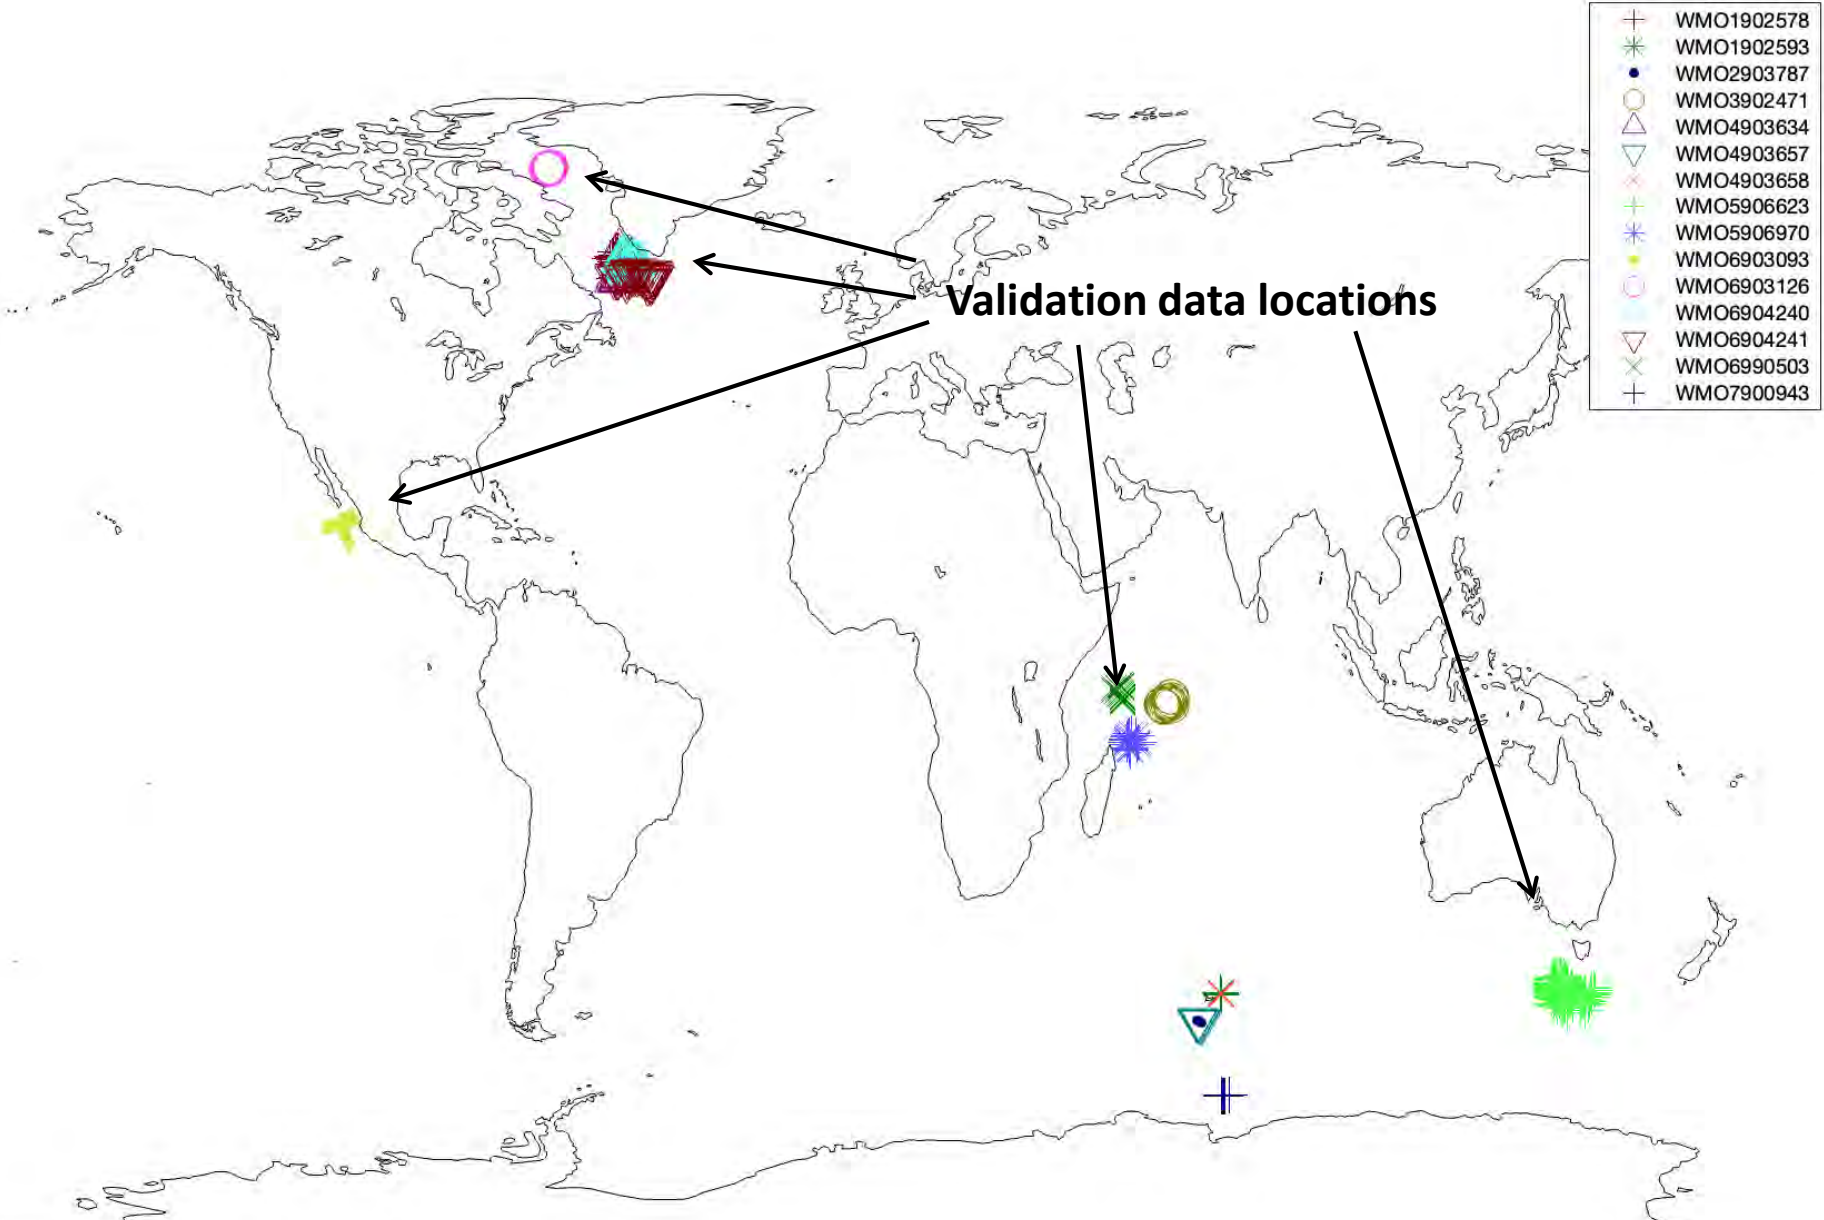 WMO1902578
WMO1902593
WMO2903787
WMO3902471
WMO4903634
WMO4903657
WMO4903658
WMO5906623
WMO5906970
WMO6903093
WMO6903126
WMO6904240
WMO6904241
WMO6990503
WMO7900943
Validation data locations